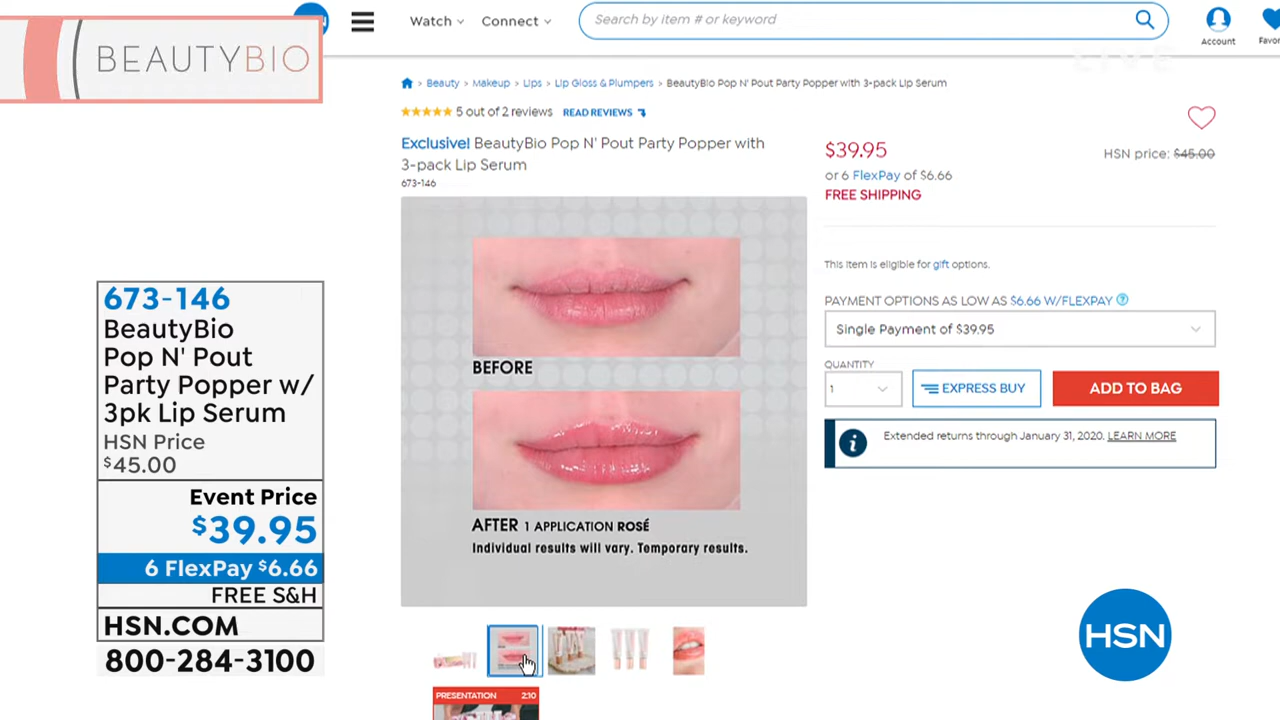 BEAUTYBIO
Watch
Connect
Search by item # or keyword
Account
LIVE
Beauty > Makeup > Lips > Lip Gloss & Plumpers > BeautyBio Pop N' Pout Party Popper with 3-pack Lip Serum
5 out of 2 reviews READ REVIEWS
Exclusive! BeautyBio Pop N' Pout Party Popper with
3-pack Lip Serum
673-146
BEFORE
AFTER 1 APPLICATION ROSÉ
Individual results will vary. Temporary results.
PRESENTATION 2:10
$39.95
HSN price: $45.00
or 6 FlexPay of $6.66
FREE SHIPPING
This item is eligible for gift options.
PAYMENT OPTIONS AS LOW AS $6.66 W/FLEXPAY ?
Single Payment of $39.95
QUANTITY
1
EXPRESS BUY
ADD TO BAG
Extended returns through January 31, 2020. LEARN MORE
673-146
BeautyBio
Pop N' Pout
Party Popper w/
3pk Lip Serum
HSN Price
$45.00
Event Price
$39.95
6 FlexPay $6.66
FREE S&H
HSN.COM
800-284-3100
HSN